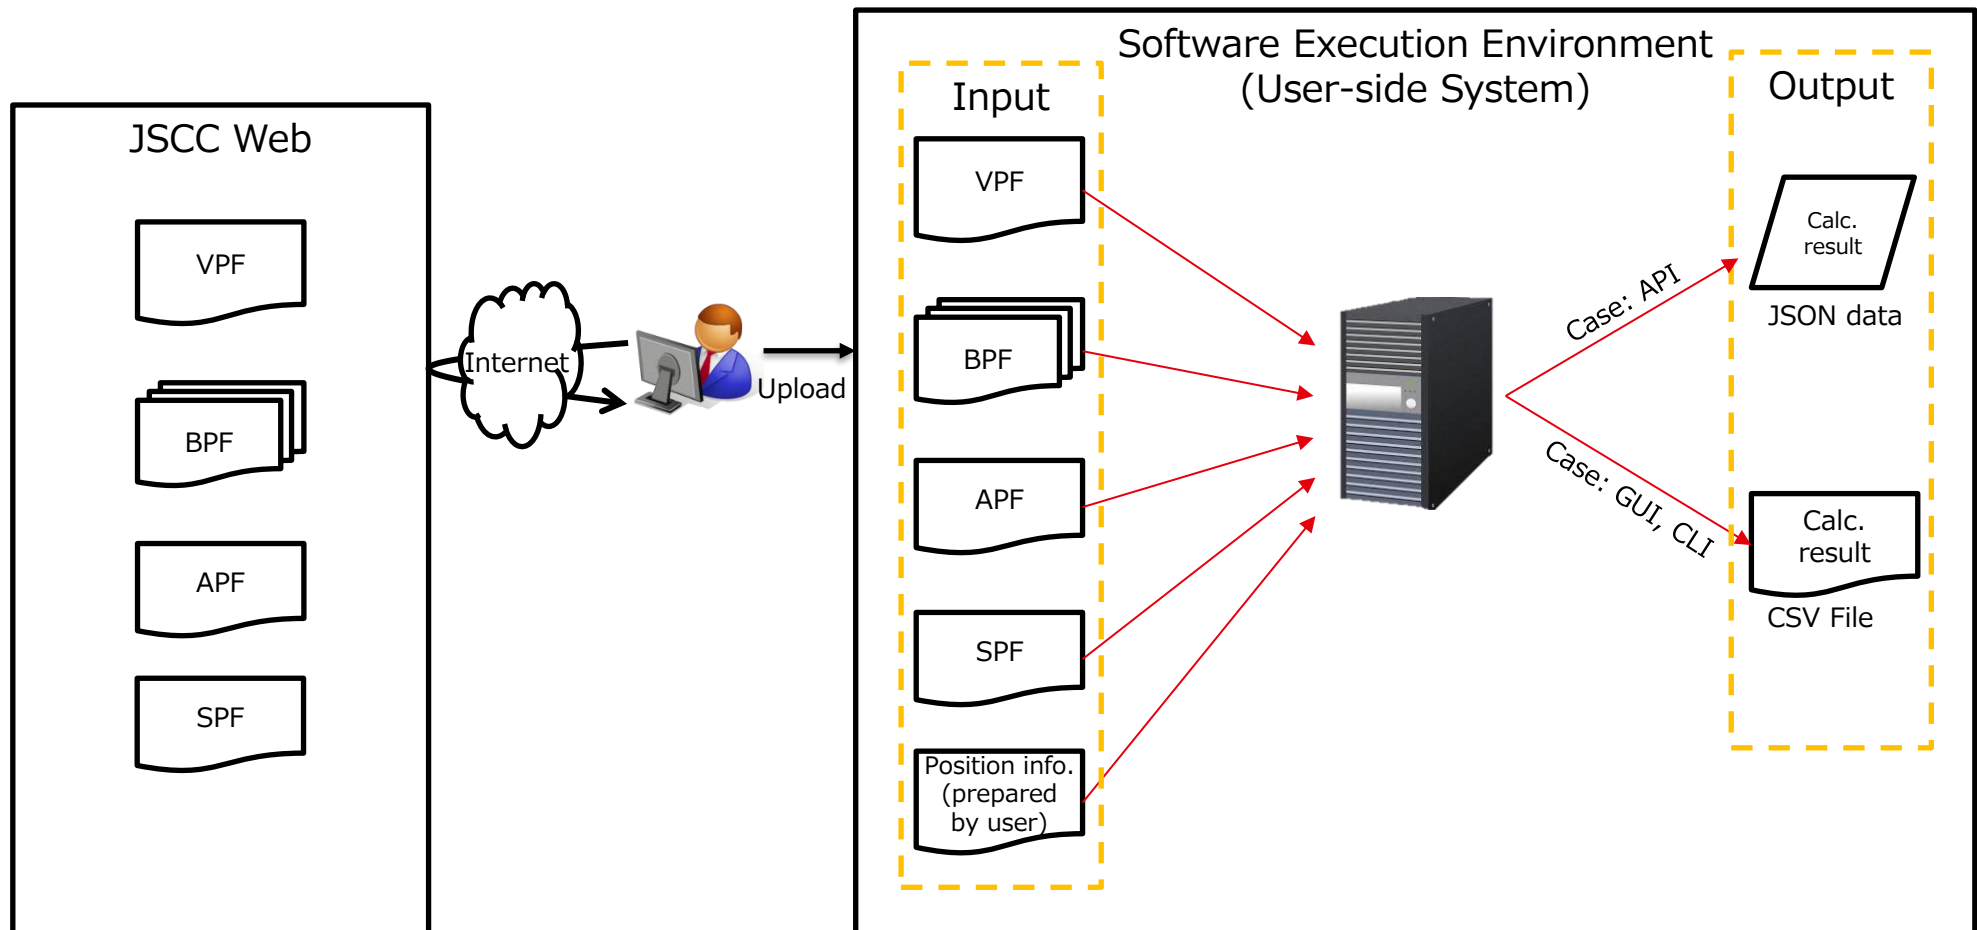 JSCC Web
VPF
BPF
APF
SPF
Internet
Upload
Software Execution Environment
(User-side System)
Input
VPF
BPF
APF
SPF
Position info.
(prepared
by user)
Case: API
Case: GUI, CLI
Output
Calc.
result
JSON data
Calc.
result
CSV File